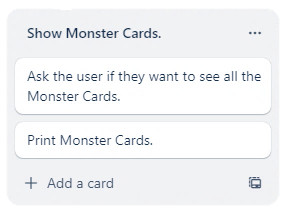 Show Monster Cards.
Ask the user if they want to see all the
Monster Cards.
Print Monster Cards.
+ Add a card